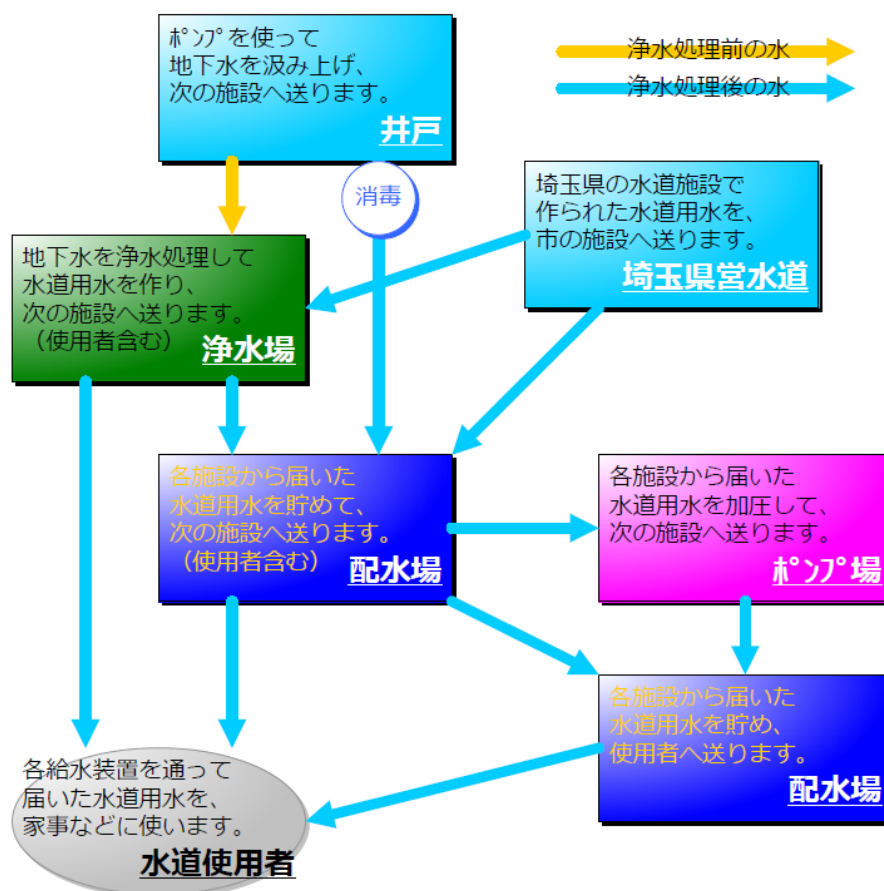 ﾎﾟﾝﾌﾟを使って
地下水を汲み上げ、
次の施設へ送ります。
井戸
浄水処理前の水
浄水処理後の水
消毒
埼玉県の水道施設で
作られた水道用水を、
市の施設へ送ります。
埼玉県営水道
地下水を浄水処理して
水道用水を作り、
次の施設へ送ります。
（使用者含む）
浄水場
各施設から届いた
水道用水を貯めて、
次の施設へ送ります。
（使用者含む）
配水場
各施設から届いた
水道用水を加圧して、
次の施設へ送ります。
ﾎﾟﾝﾌﾟ場
各施設から届いた
水道用水を貯め、
使用者へ送ります。
配水場
各給水装置を通って
届いた水道用水を、
家事などに使います。
水道使用者